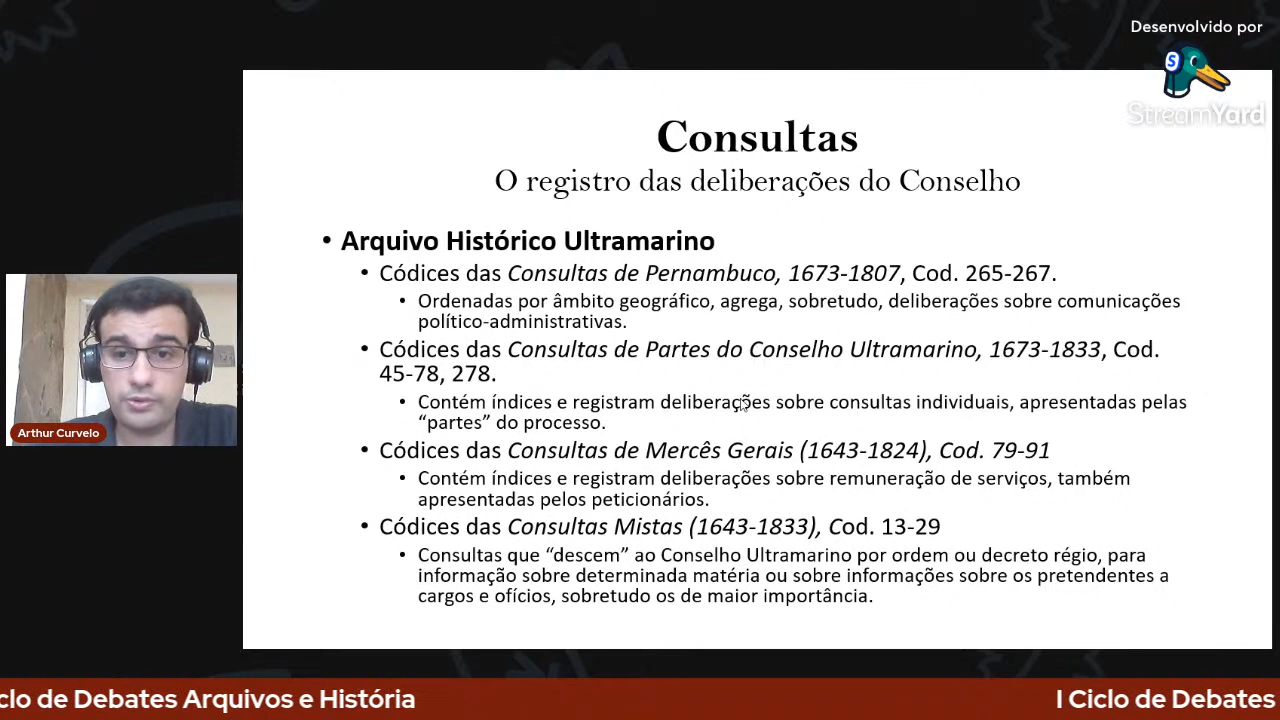 Desenvolvido por
S
StreamYard
Consultas
O registro das deliberações do Conselho
• Arquivo Histórico Ultramarino
• Códices das Consultas de Pernambuco, 1673-1807, Cod. 265-267.
• Ordenadas por âmbito geográfico, agrega, sobretudo, deliberações sobre comunicações
político-administrativas.
• Códices das Consultas de Partes do Conselho Ultramarino, 1673-1833, Cod.
45-78, 278.
• Contém índices e registram deliberações sobre consultas individuais, apresentadas pelas
“partes” do processo.
• Códices das Consultas de Mercês Gerais (1643-1824), Cod. 79-91
• Contém índices e registram deliberações sobre remuneração de serviços, também
apresentadas pelos peticionários.
• Códices das Consultas Mistas (1643-1833), Cod. 13-29
• Consultas que “descem” ao Conselho Ultramarino por ordem ou decreto régio, para
informação sobre determinada matéria ou sobre informações sobre os pretendentes a
cargos e ofícios, sobretudo os de maior importância.
Arthur Curvelo
clo de Debates Arquivos e História
I Ciclo de Debates